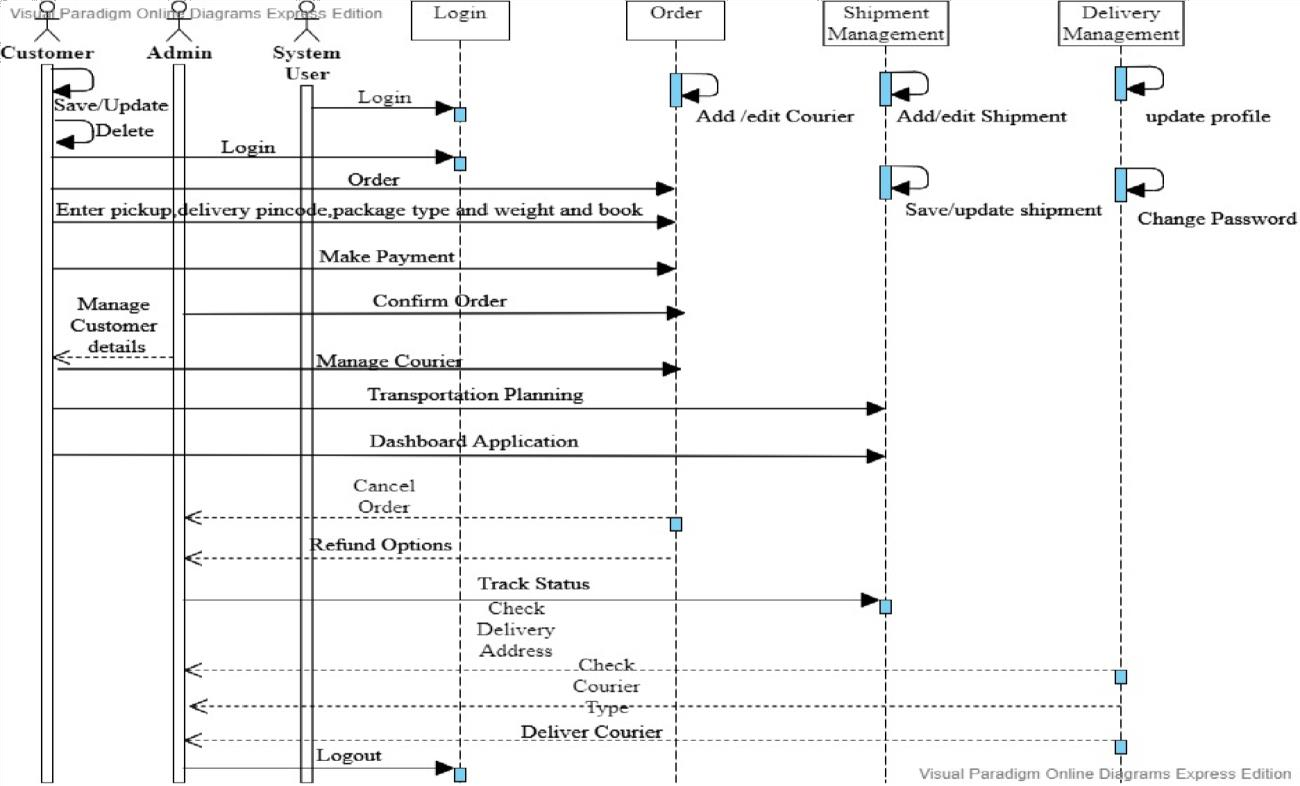 Visual Paradigm Online Diagrams Express Edition
Customer
Admin
System
User
Login
Order
Shipment
Management
Delivery
Management
Save/Update
Delete
Login
Add /edit Courier
Add/edit Shipment
update profile
Login
Order
Enter pickup,delivery pincode,package type and weight and book
Save/update shipment
Change Password
Make Payment
Manage
Customer
details
Confirm Order
Manage Courier
Transportation Planning
Dashboard Application
Cancel
Order
Refund Options
Track Status
Check
Delivery
Address
Check
Courier
Type
Deliver Courier
Logout
Visual Paradigm Online Diagrams Express Edition